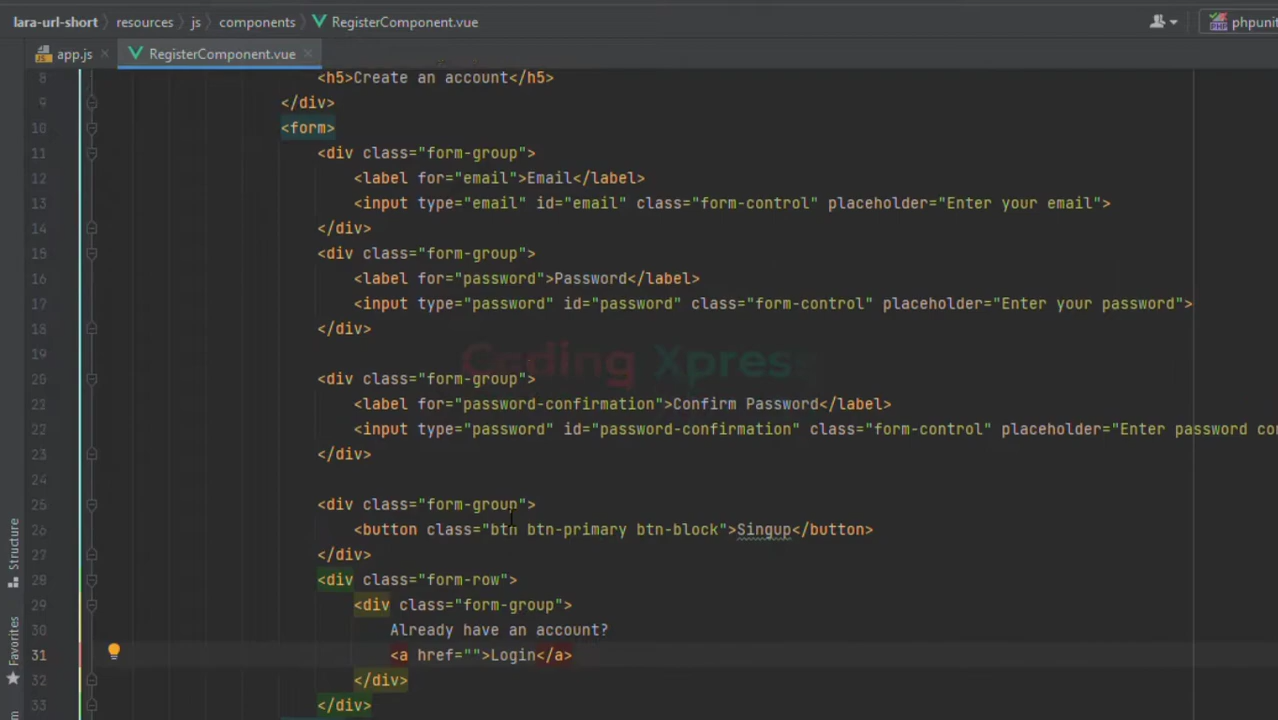 lara-url-short resources js components RegisterComponent.vue phpunit
app.js RegisterComponent.vue
8 <h5>Create an account</h5>
9 </div>
10 <form>
11 <div class="form-group">
12 <label for="email">Email</label>
13 <input type="email" id="email" class="form-control" placeholder="Enter your email">
14 </div>
15 <div class="form-group">
16 <label for="password">Password</label>
17 <input type="password" id="password" class="form-control" placeholder="Enter your password">
18 </div>
19
20 <div class="form-group">
21 <label for="password-confirmation">Confirm Password</label>
22 <input type="password" id="password-confirmation" class="form-control" placeholder="Enter password con
23 </div>
24
25 <div class="form-group">
26 <button class="btn btn-primary btn-block">Singup</button>
27 </div>
28 <div class="form-row">
29 <div class="form-group">
30 Already have an account?
31 <a href="">Login</a>
32 </div>
33 </div>
Coding Xpress
Structure
Favorites